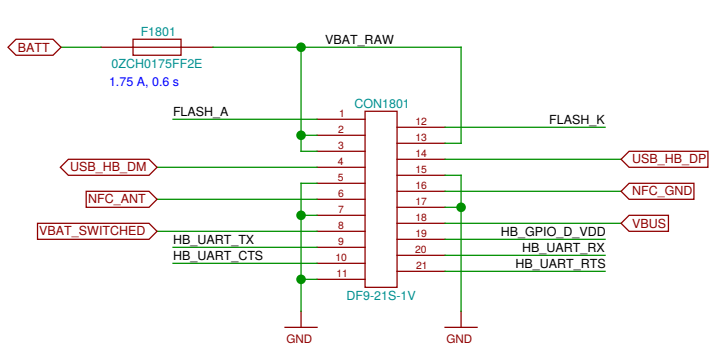 F1801
BATT
VBAT_RAW
0ZCH0175FF2E
1.75 A, 0.6 s
CON1801
FLASH_A
1
12
FLASH_K
2
13
3
14
USB_HB_DP
USB_HB_DM
4
15
5
16
NFC_GND
NFC_ANT
6
17
7
18
VBUS
VBAT_SWITCHED
8
19
HB_GPIO_D_VDD
HB_UART_TX
9
20
HB_UART_RX
HB_UART_CTS
10
21
HB_UART_RTS
11
DF9-21S-1V
GND
GND